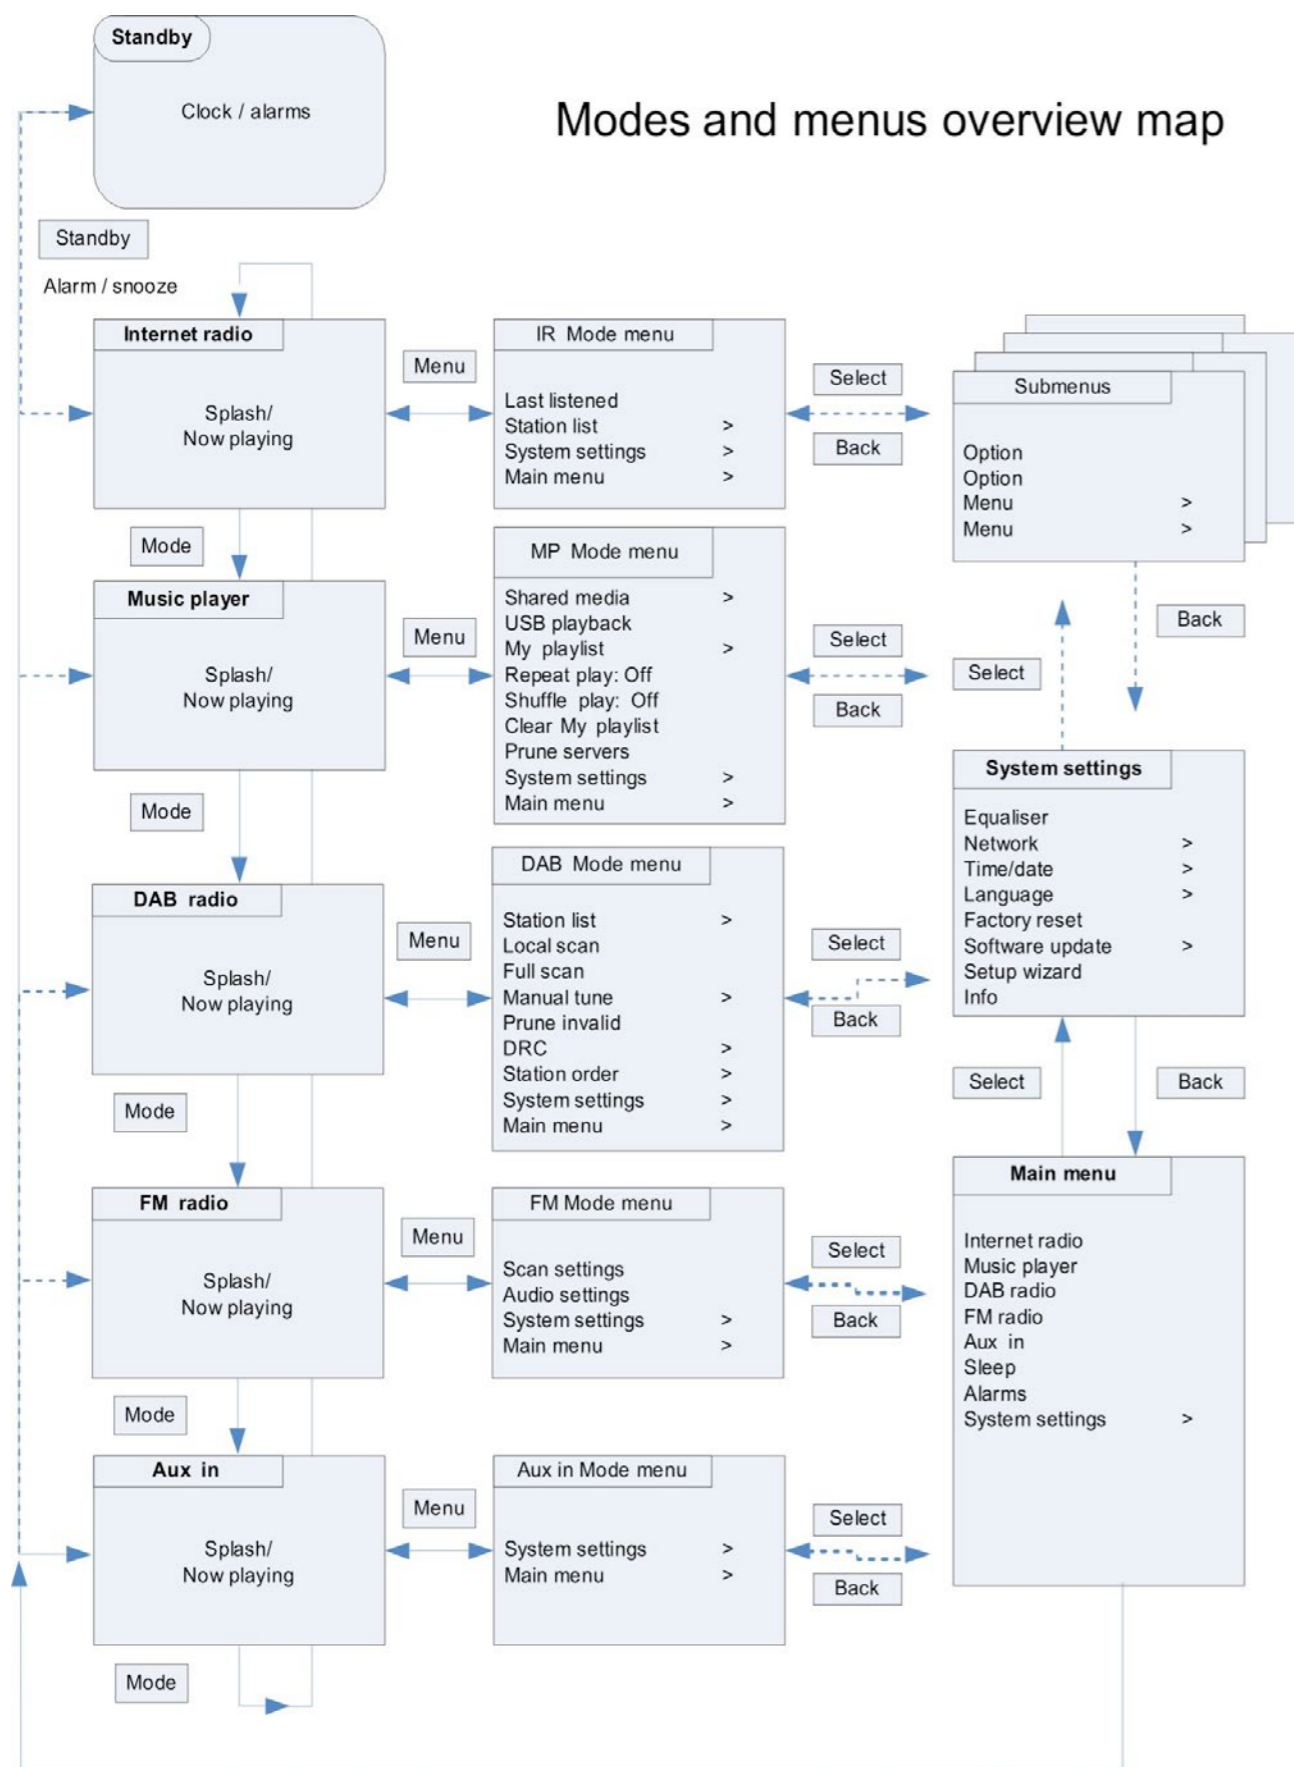 Standby
Clock / alarms
Modes and menus overview map
Standby
Alarm / snooze
Internet radio
Splash/
Now playing
Menu
IR Mode menu
Last listened
Station list >
System settings >
Main menu >
Select
Back
Submenus
Option
Option
Menu >
Menu >
Mode
Music player
Splash/
Now playing
Menu
MP Mode menu
Shared media >
USB playback
My playlist >
Repeat play: Off
Shuffle play: Off
Clear My playlist
Prune servers
System settings >
Main menu >
Select
Back
Select
Back
System settings
Equaliser
Network >
Time/date >
Language >
Factory reset
Software update >
Setup wizard
Info
Mode
DAB radio
Splash/
Now playing
Menu
DAB Mode menu
Station list >
Local scan
Full scan
Manual tune >
Prune invalid
DRC >
Station order >
System settings >
Main menu >
Select
Back
Select
Back
Mode
FM radio
Splash/
Now playing
Menu
FM Mode menu
Scan settings
Audio settings
System settings >
Main menu >
Select
Back
Main menu
Internet radio
Music player
DAB radio
FM radio
Aux in
Sleep
Alarms
System settings >
Mode
Aux in
Splash/
Now playing
Menu
Aux in Mode menu
System settings >
Main menu >
Select
Back
Mode